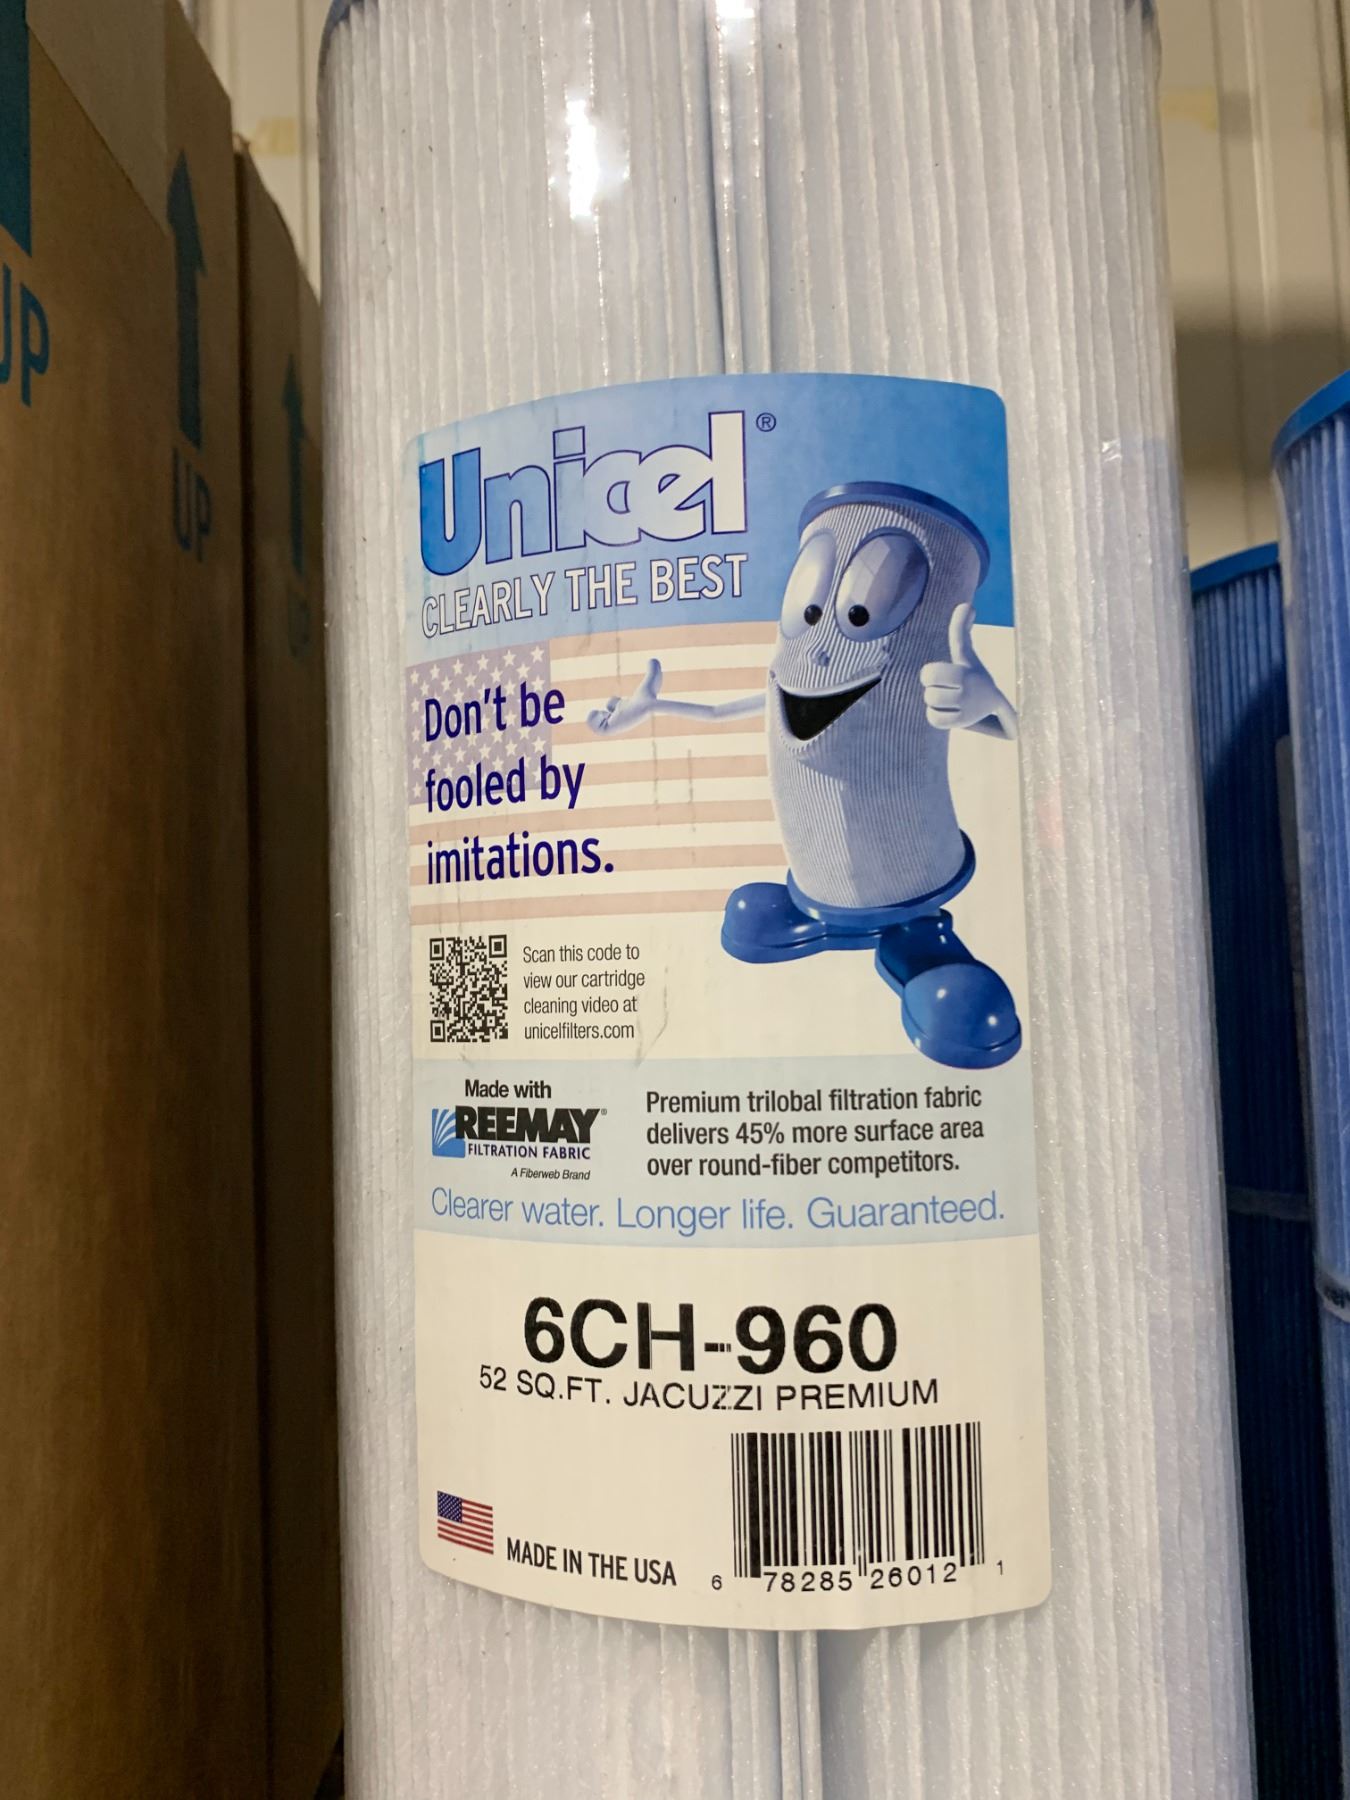 UP
UP
UP
Unicel®
CLEARLY THE BEST
Don't be
fooled by
imitations.
Scan this code to
view our cartridge
cleaning video at
unicelfilters.com
Made with
REEMAY®
FILTRATION FABRIC
A Fiberweb Brand
Premium trilobal filtration fabric
delivers 45% more surface area
over round-fiber competitors.
Clearer water. Longer life. Guaranteed.
6CH-960
52 SQ.FT. JACUZZI PREMIUM
MADE IN THE USA
6 78285 26012 1